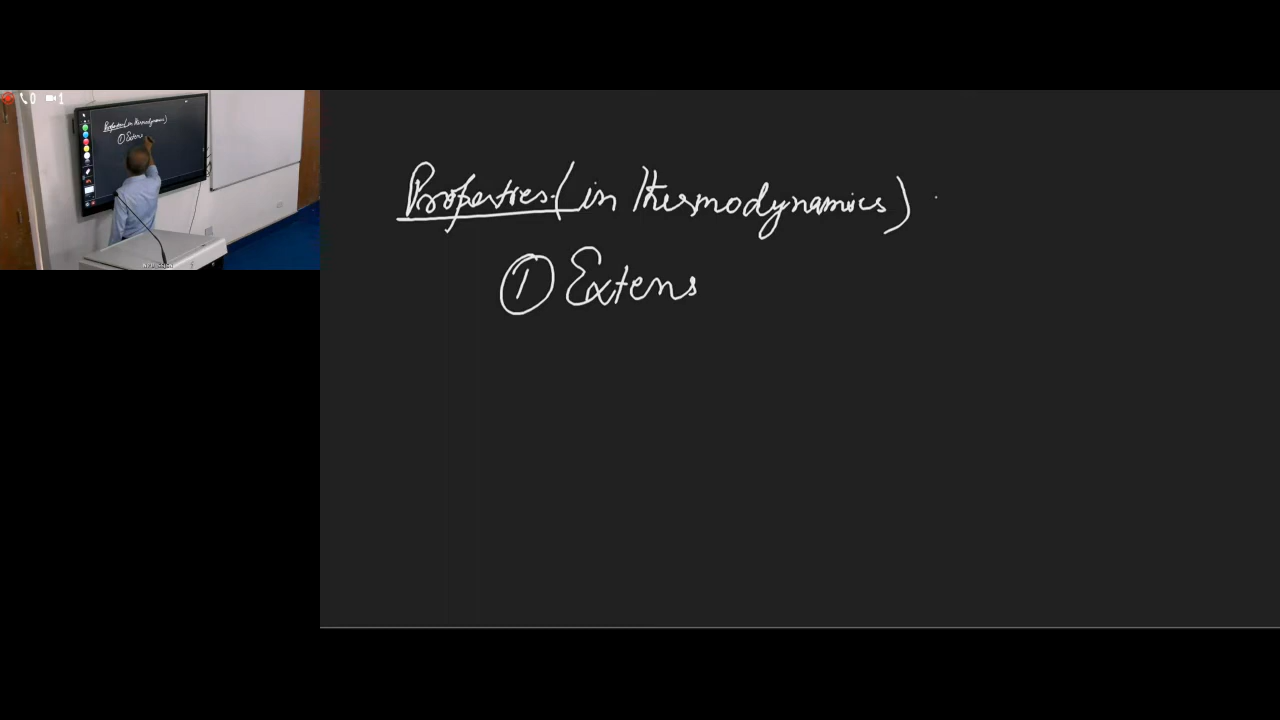 Properties (in thermodynamics)
① Extens